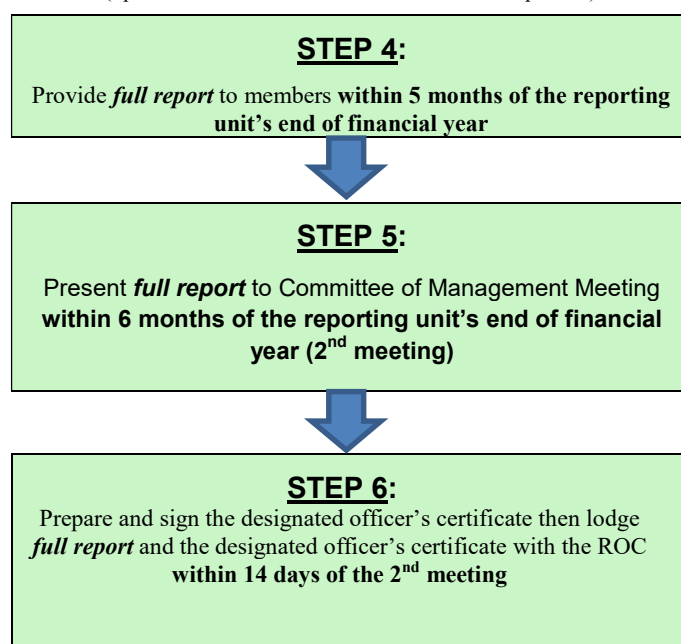 STEP 4:
Provide full report to members within 5 months of the reporting
unit's end of financial year
STEP 5:
Present full report to Committee of Management Meeting
within 6 months of the reporting unit's end of financial
year (2nd meeting)
STEP 6:
Prepare and sign the designated officer's certificate then lodge
full report and the designated officer's certificate with the ROC
within 14 days of the 2nd meeting